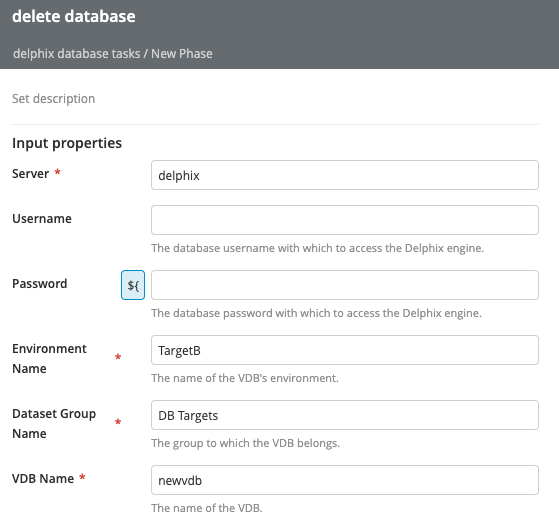 delete database
delphix database tasks / New Phase
Set description
Input properties
Server *
delphix
Username
The database username with which to access the Delphix engine.
Password
${
The database password with which to access the Delphix engine.
Environment
Name *
TargetB
The name of the VDB's environment.
Dataset Group
Name *
DB Targets
The group to which the VDB belongs.
VDB Name *
newvdb
The name of the VDB.